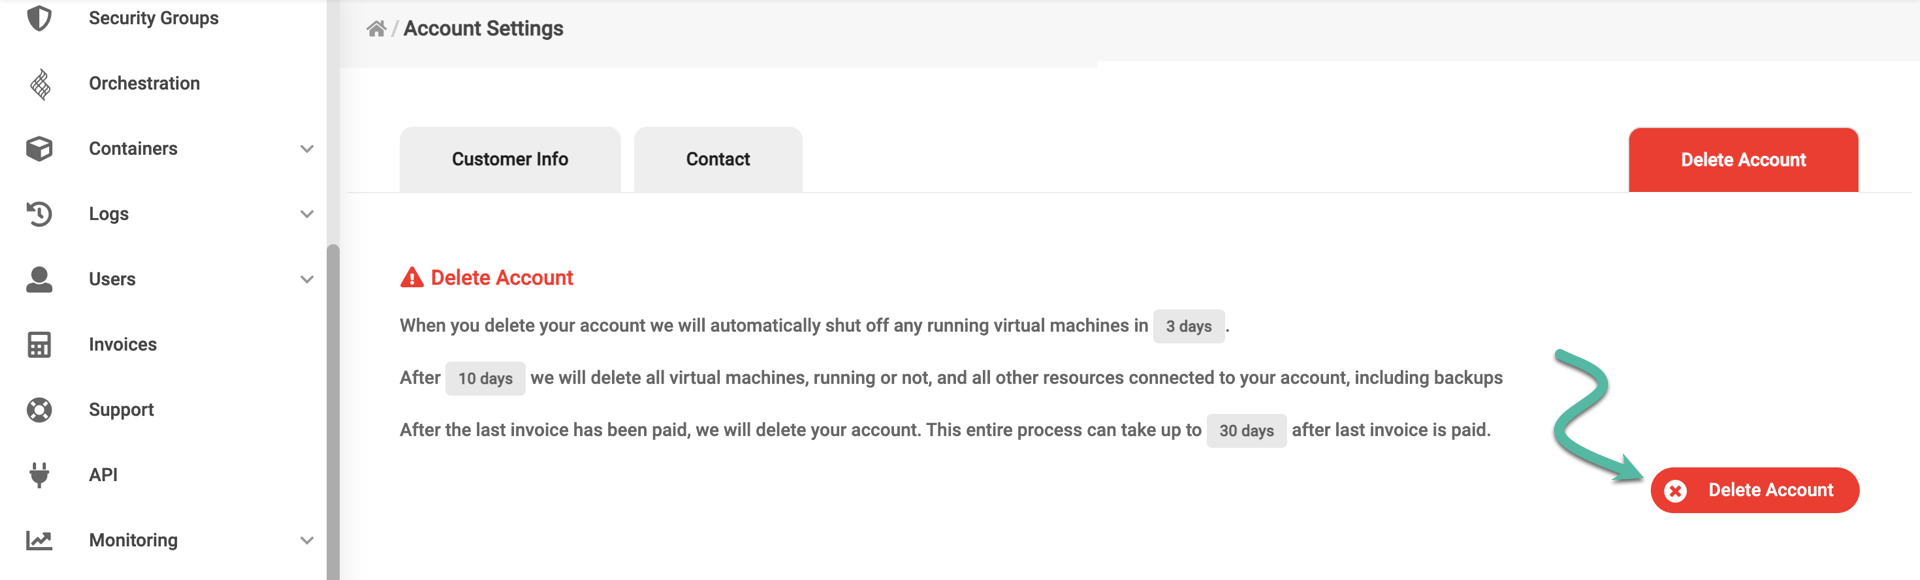 Security Groups
Orchestration
Containers
Logs
Users
Invoices
Support
API
Monitoring
/ Account Settings
Customer Info
Contact
Delete Account
Delete Account
When you delete your account we will automatically shut off any running virtual machines in 3 days .
After 10 days we will delete all virtual machines, running or not, and all other resources connected to your account, including backups
After the last invoice has been paid, we will delete your account. This entire process can take up to 30 days after last invoice is paid.
Delete Account